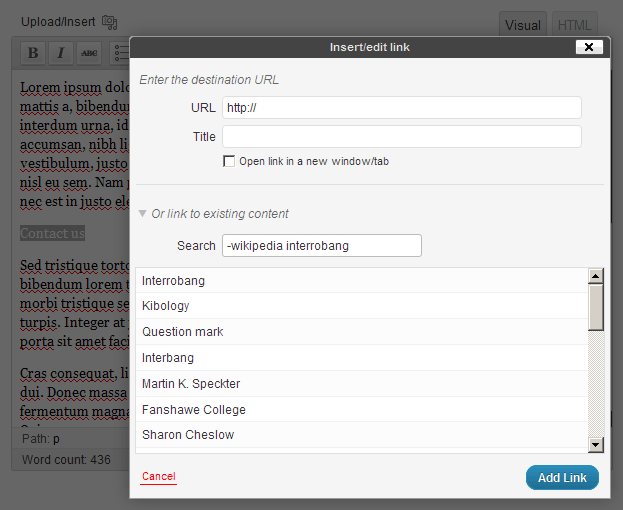 Upload/Insert
Visual
HTML
B I ABC
Insert/edit link
Lorem ipsum dolo
mattis a, bibendum
interdum urna, id
accumsan, nibh li
vestibulum, justo
nisl eu sem. Nam p
nec est in justo ele
Contact us
Sed tristique torto
bibendum lorem t
morbi tristique se
turpis. Integer at
porta sit amet faci
Cras consequat, li
dui. Donec massa
fermentum magna
Path: p
Word count: 436
Enter the destination URL
URL http://
Title
Open link in a new window/tab
Or link to existing content
Search -wikipedia interrobang
Interrobang
Kibology
Question mark
Interbang
Martin K. Speckter
Fanshawe College
Sharon Cheslow
Cancel
Add Link